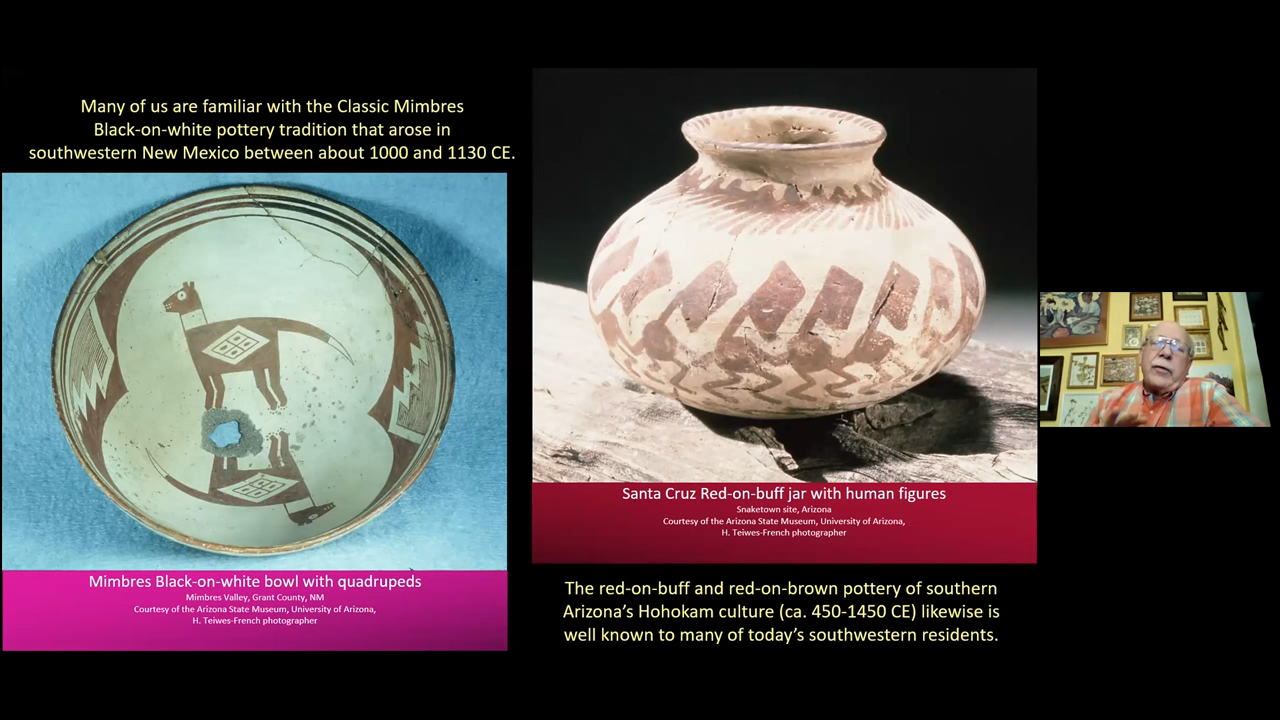 Many of us are familiar with the Classic Mimbres
Black-on-white pottery tradition that arose in
southwestern New Mexico between about 1000 and 1130 CE.
Mimbres Black-on-white bowl with quadrupeds
Mimbres Valley, Grant County, NM
Courtesy of the Arizona State Museum, University of Arizona,
H. Teiwes-French photographer
Santa Cruz Red-on-buff jar with human figures
Snaketown site, Arizona
Courtesy of the Arizona State Museum, University of Arizona,
H. Teiwes-French photographer
The red-on-buff and red-on-brown pottery of southern
Arizona’s Hohokam culture (ca. 450-1450 CE) likewise is
well known to many of today’s southwestern residents.